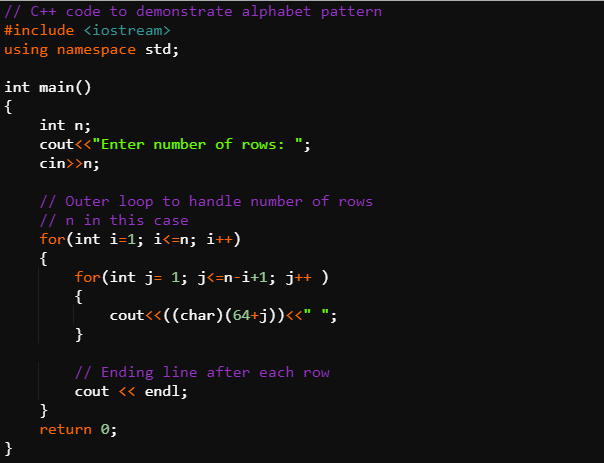 // C++ code to demonstrate alphabet pattern
#include <iostream>
using namespace std;

int main()
{
    int n;
    cout<<"Enter number of rows: ";
    cin>>n;

    // Outer loop to handle number of rows
    // n in this case
    for(int i=1; i<=n; i++)
    {
        for(int j= 1; j<=n-i+1; j++ )
        {
            cout<<((char)(64+j))<<" ";
        }

        // Ending line after each row
        cout << endl;
    }
    return 0;
}